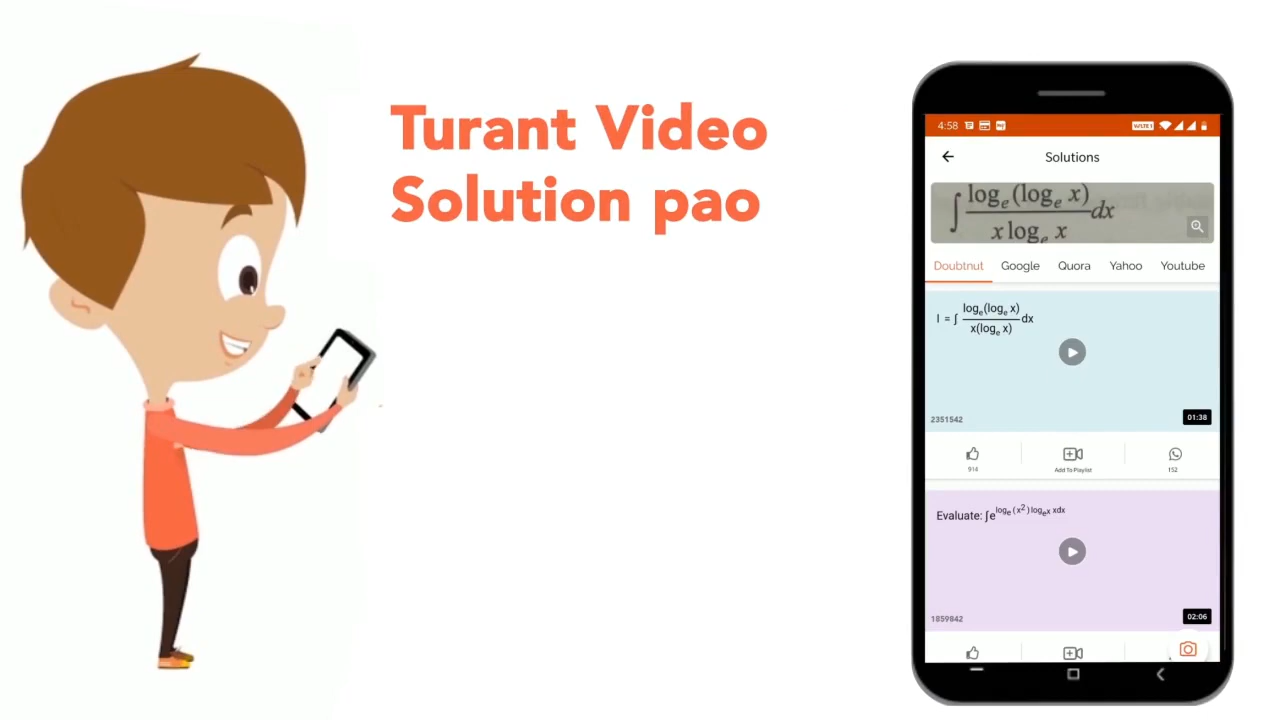 Turant Video
Solution pao
4:58
VoLTE
Solutions
∫ logₑ(logₑ x) / x logₑ x dx
Doubtnut Google Quora Yahoo Youtube
I = ∫ logₑ(logₑ x) / x(logₑ x) dx
2351542 01:38
914 Add To Playlist 152
Evaluate: ∫e^logₑ(x²)logₑx xdx
1859842 02:06